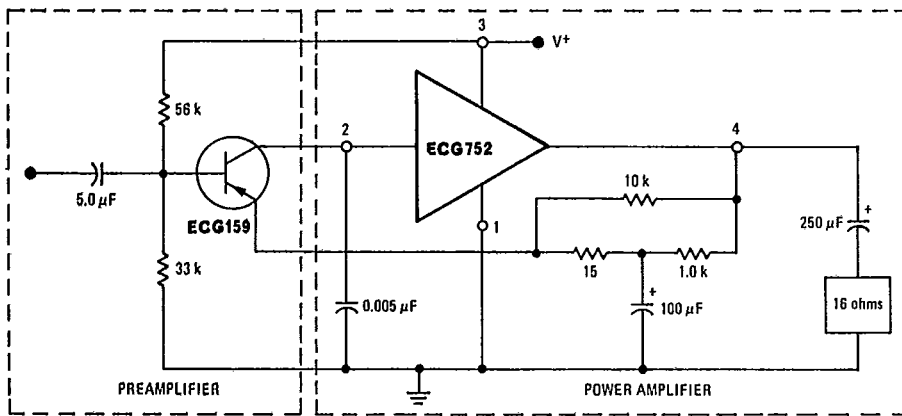 3
V+
56 k
2
ECG752
4
10 k
5.0 µF
ECG159
1
250 µF
+
33 k
15
1.0 k
0.005 µF
+
100 µF
16 ohms
PREAMPLIFIER
POWER AMPLIFIER